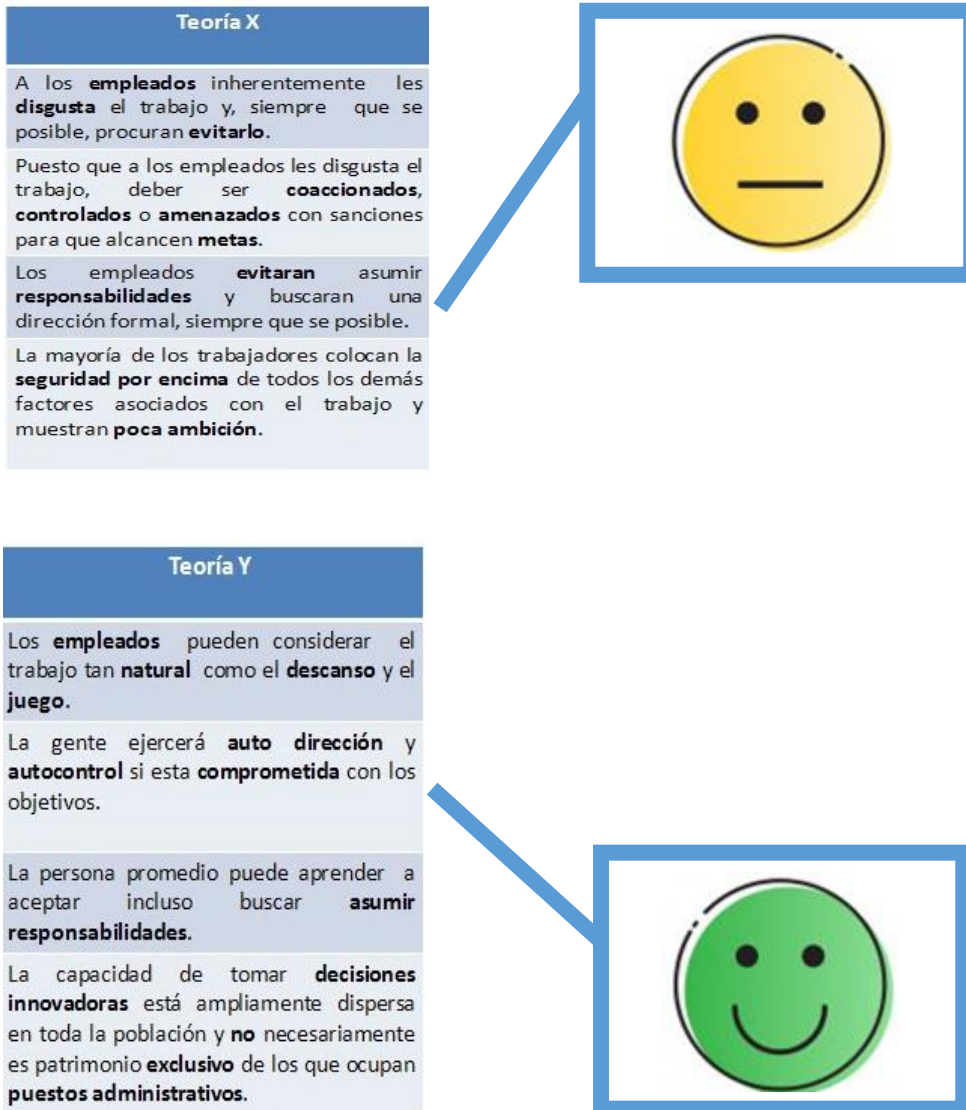 Teoría X
A los empleados inherentemente les
disgusta el trabajo y, siempre que se
posible, procuran evitarlo.
Puesto que a los empleados les disgusta el
trabajo, deber ser coaccionados,
controlados o amenazados con sanciones
para que alcancen metas.
Los empleados evitaran asumir
responsabilidades y buscaran una
dirección formal, siempre que se posible.
La mayoría de los trabajadores colocan la
seguridad por encima de todos los demás
factores asociados con el trabajo y
muestran poca ambición.
Teoría Y
Los empleados pueden considerar el
trabajo tan natural como el descanso y el
juego.
La gente ejercerá auto dirección y
autocontrol si esta comprometida con los
objetivos.
La persona promedio puede aprender a
aceptar incluso buscar asumir
responsabilidades.
La capacidad de tomar decisiones
innovadoras está ampliamente dispersa
en toda la población y no necesariamente
es patrimonio exclusivo de los que ocupan
puestos administrativos.